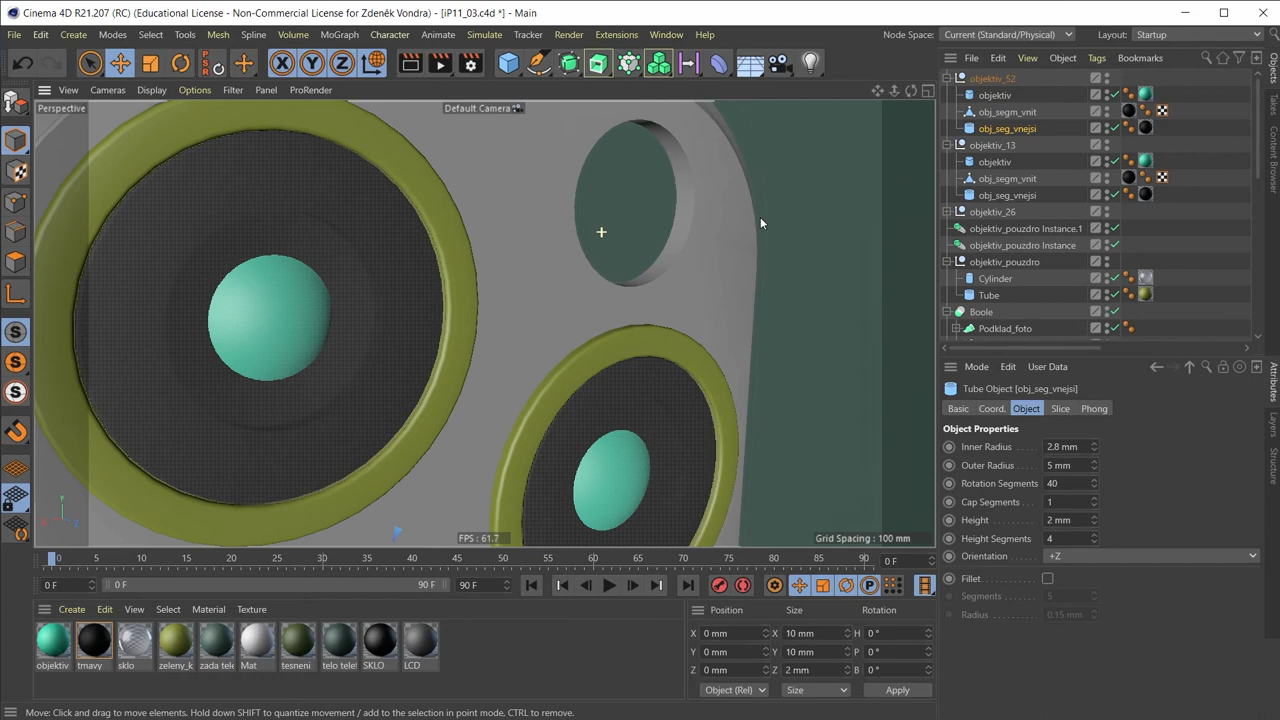 Cinema 4D R21.207 (RC) (Educational License - Non-Commercial License for Zdeněk Vondra) - [iP11_03.c4d *] - Main
File Edit Create Modes Select Tools Mesh Spline Volume MoGraph Character Animate Simulate Tracker Render Extensions Window Help Node Space: Current (Standard/Physical) Layout: Startup
PSR X Y Z
File Edit View Object Tags Bookmarks
View Cameras Display Options Filter Panel ProRender
Perspective Default Camera
objektiv_52
objektiv
obj_segm_vnit
obj_seg_vnejsi
objektiv_13
objektiv
obj_segm_vnit
obj_seg_vnejsi
objektiv_26
objektiv_pouzdro Instance.1
objektiv_pouzdro Instance
objektiv_pouzdro
Cylinder
Tube
Boole
Podklad_foto
Objects
Takes
Content Browser
Mode Edit User Data
Tube Object [obj_seg_vnejsi]
Basic Coord. Object Slice Phong
Object Properties
Inner Radius 2.8 mm
Outer Radius 5 mm
Rotation Segments 40
Cap Segments 1
Height 2 mm
Height Segments 4
Orientation +Z
Fillet
Segments 5
Radius 0.15 mm
Attributes
Layers
Structure
Y Z
FPS : 61.7 Grid Spacing : 100 mm
0 5 10 15 20 25 30 35 40 45 50 55 60 65 70 75 80 85 90 0 F
0 F 0 F 90 F 90 F
Create Edit View Select Material Texture
objektiv tmavy sklo zeleny_k zada tele Mat tesneni telo telef SKLO LCD
Position Size Rotation
X 0 mm X 10 mm H 0 °
Y 0 mm Y 10 mm P 0 °
Z 0 mm Z 2 mm B 0 °
Object (Rel) Size Apply
Move: Click and drag to move elements. Hold down SHIFT to quantize movement / add to the selection in point mode, CTRL to remove.